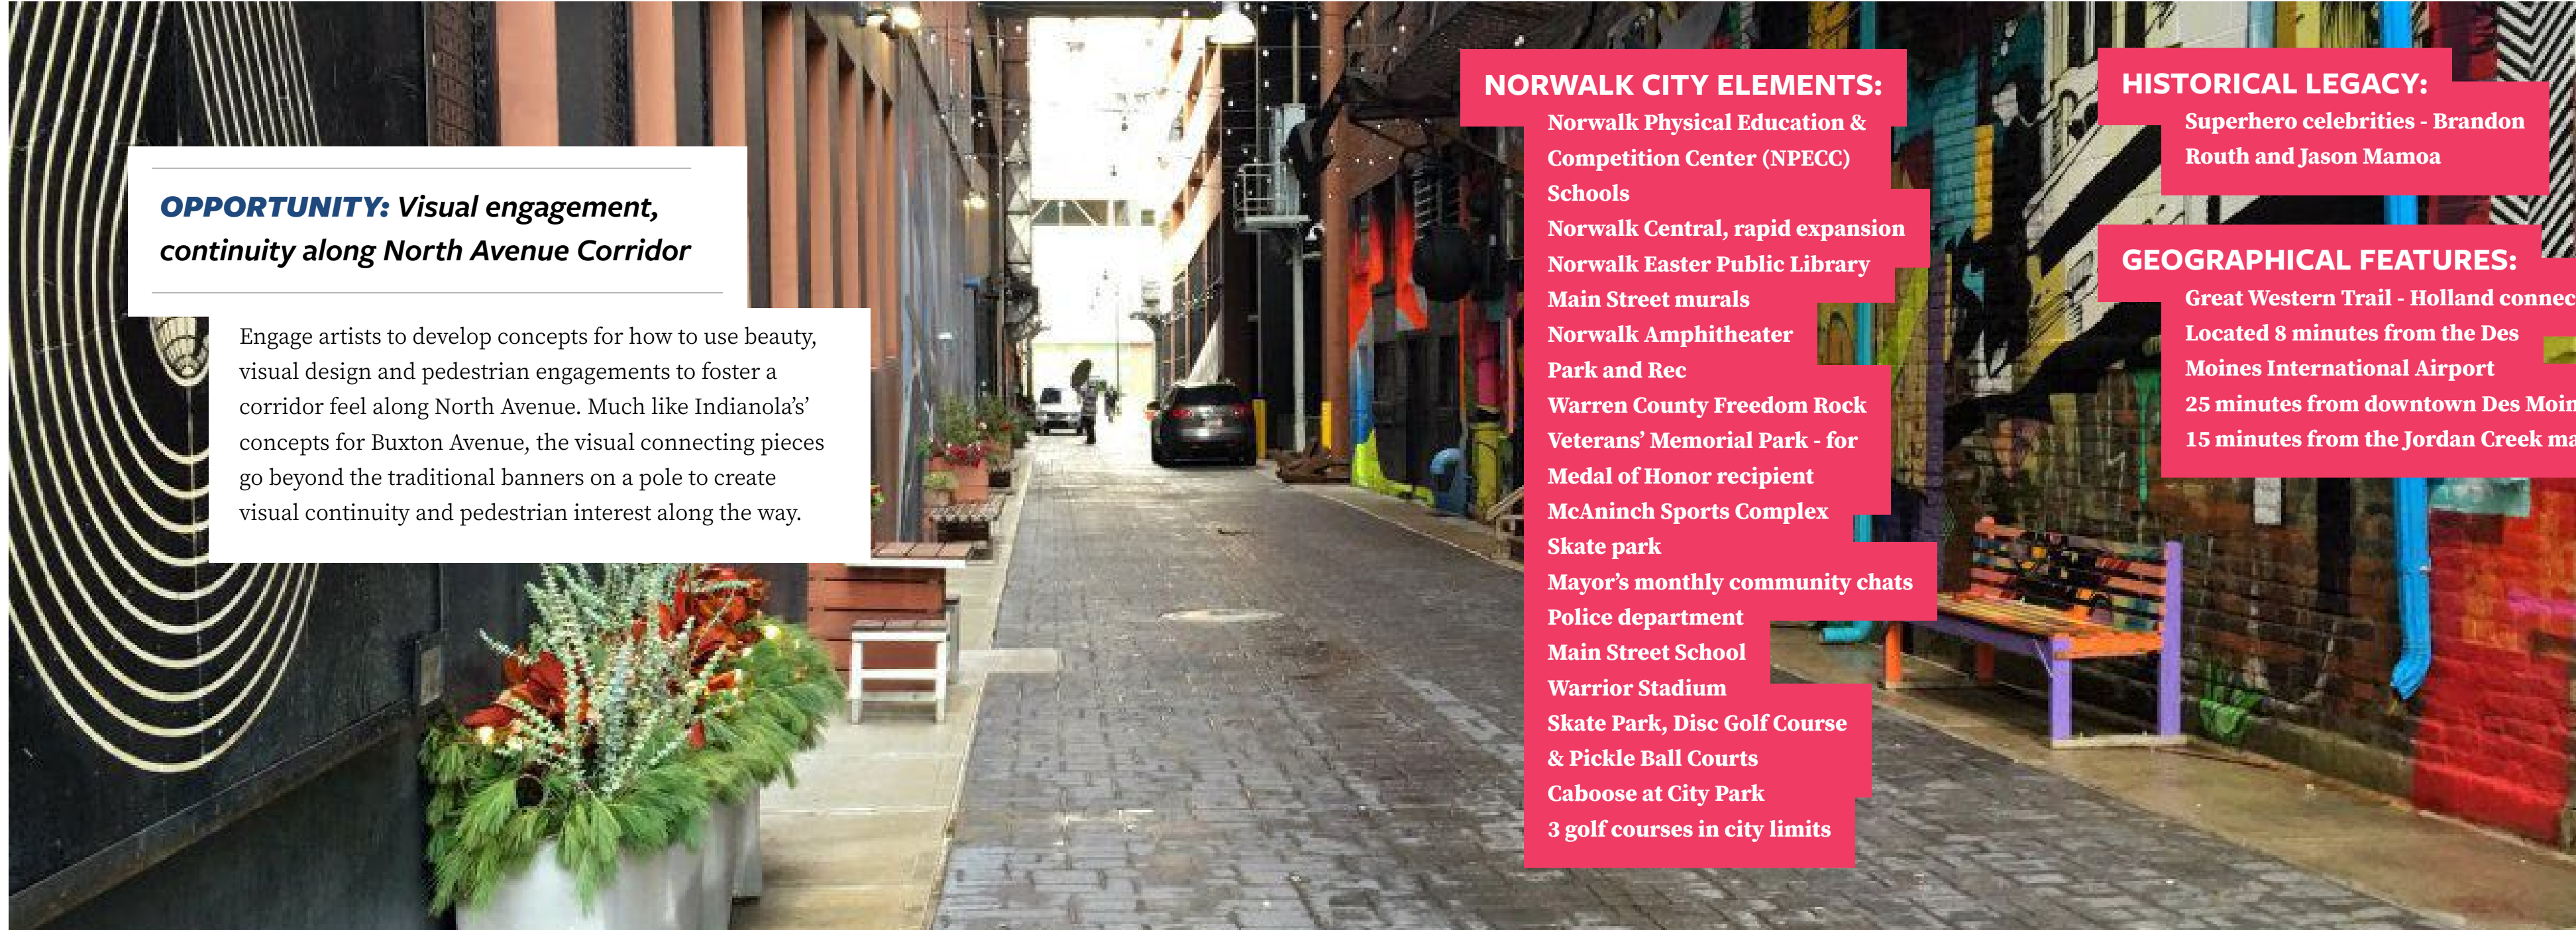 OPPORTUNITY: Visual engagement,
continuity along North Avenue Corridor
Engage artists to develop concepts for how to use beauty,
visual design and pedestrian engagements to foster a
corridor feel along North Avenue. Much like Indianola’s’
concepts for Buxton Avenue, the visual connecting pieces
go beyond the traditional banners on a pole to create
visual continuity and pedestrian interest along the way.
NORWALK CITY ELEMENTS:
Norwalk Physical Education &
Competition Center (NPECC)
Schools
Norwalk Central, rapid expansion
Norwalk Easter Public Library
Main Street murals
Norwalk Amphitheater
Park and Rec
Warren County Freedom Rock
Veterans’ Memorial Park - for
Medal of Honor recipient
McAninch Sports Complex
Skate park
Mayor’s monthly community chats
Police department
Main Street School
Warrior Stadium
Skate Park, Disc Golf Course
& Pickle Ball Courts
Caboose at City Park
3 golf courses in city limits
HISTORICAL LEGACY:
Superhero celebrities - Brandon
Routh and Jason Mamoa
GEOGRAPHICAL FEATURES:
Great Western Trail - Holland
Located 8 minutes from the Des
Moines International Airport
25 minutes from downtown Des
15 minutes from the Jordan Creek